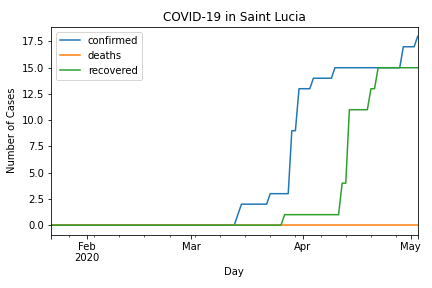 COVID-19 in Saint Lucia
confirmed
deaths
recovered
17.5
15.0
12.5
10.0
7.5
5.0
2.5
0.0
Number of Cases
Feb
2020
Mar
Apr
May
Day